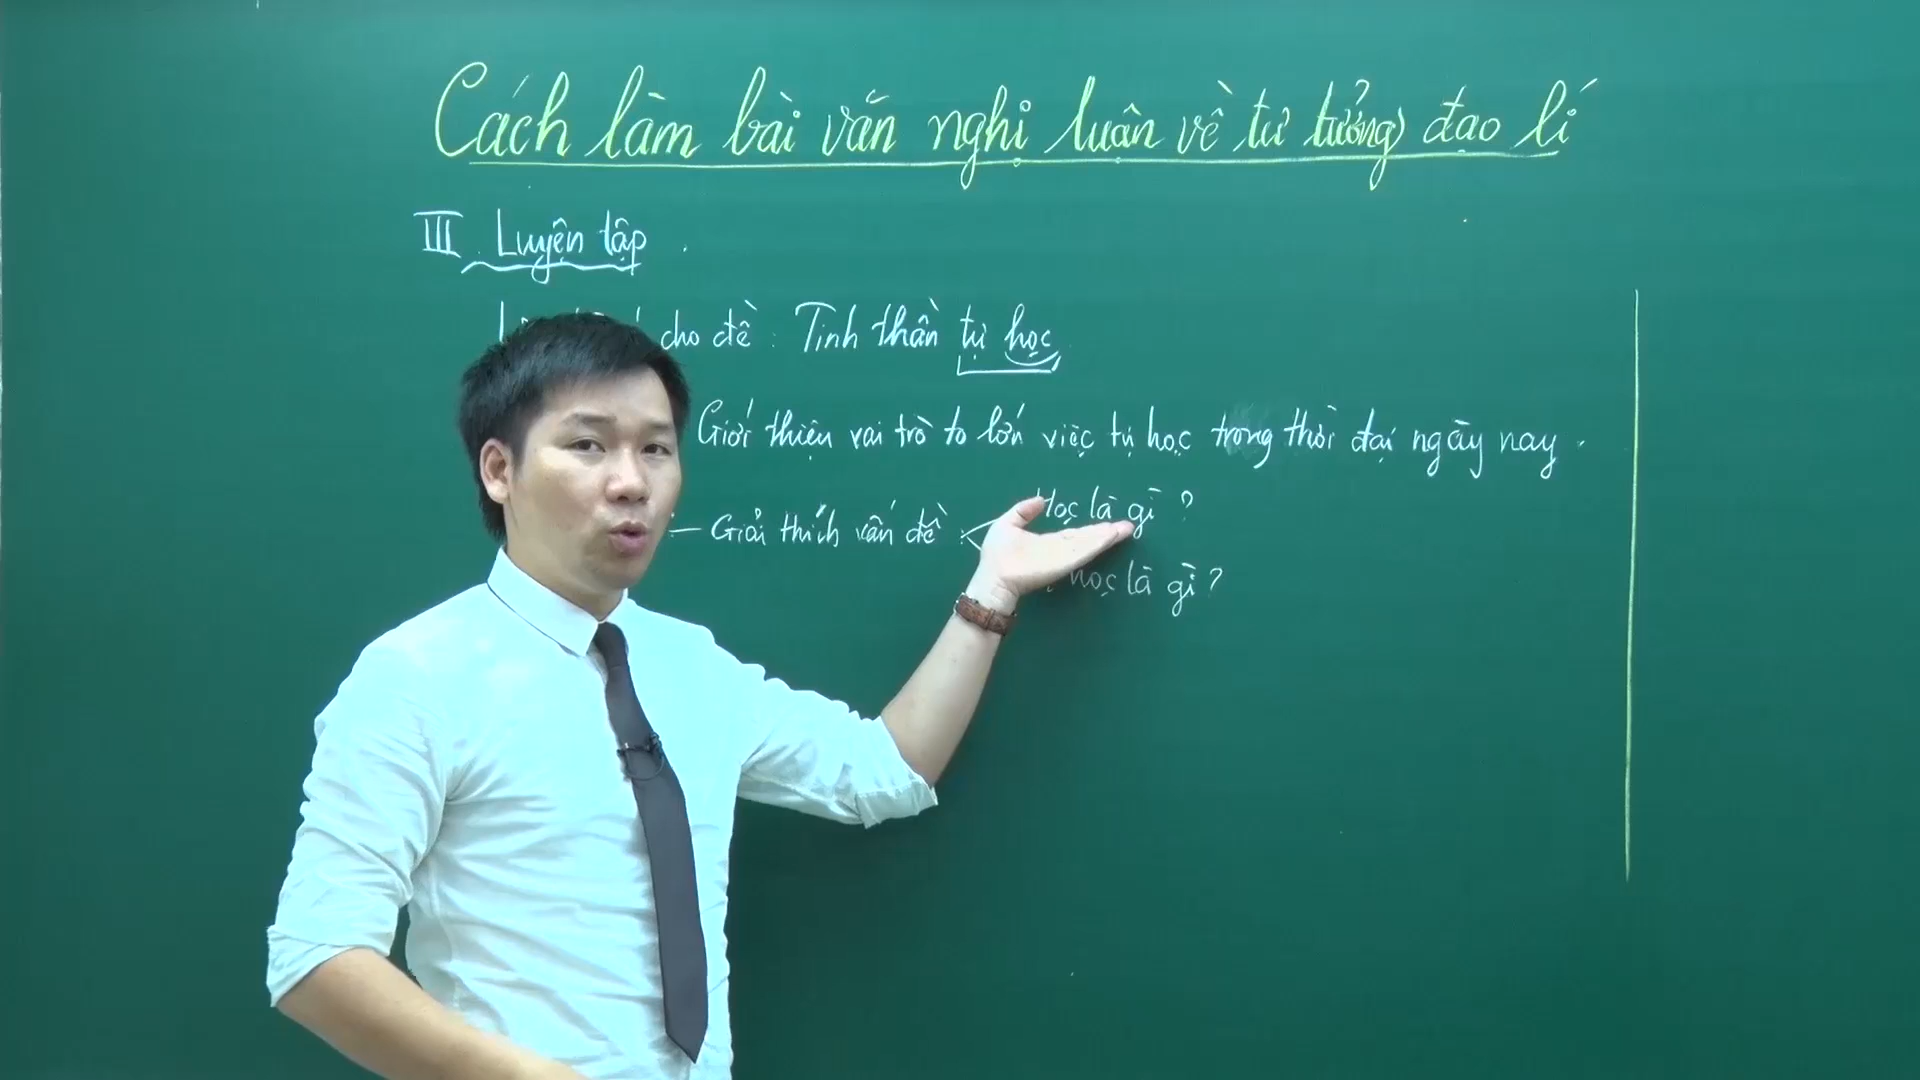 Cách làm bài văn nghị luận về tư tưởng đạo lí
III. Luyện tập
cho đề: Tinh thần tự học
Giới thiệu vai trò to lớn việc tự học trong thời đại ngày nay.
Học là gì?
- Giải thích vấn đề:
học là gì?